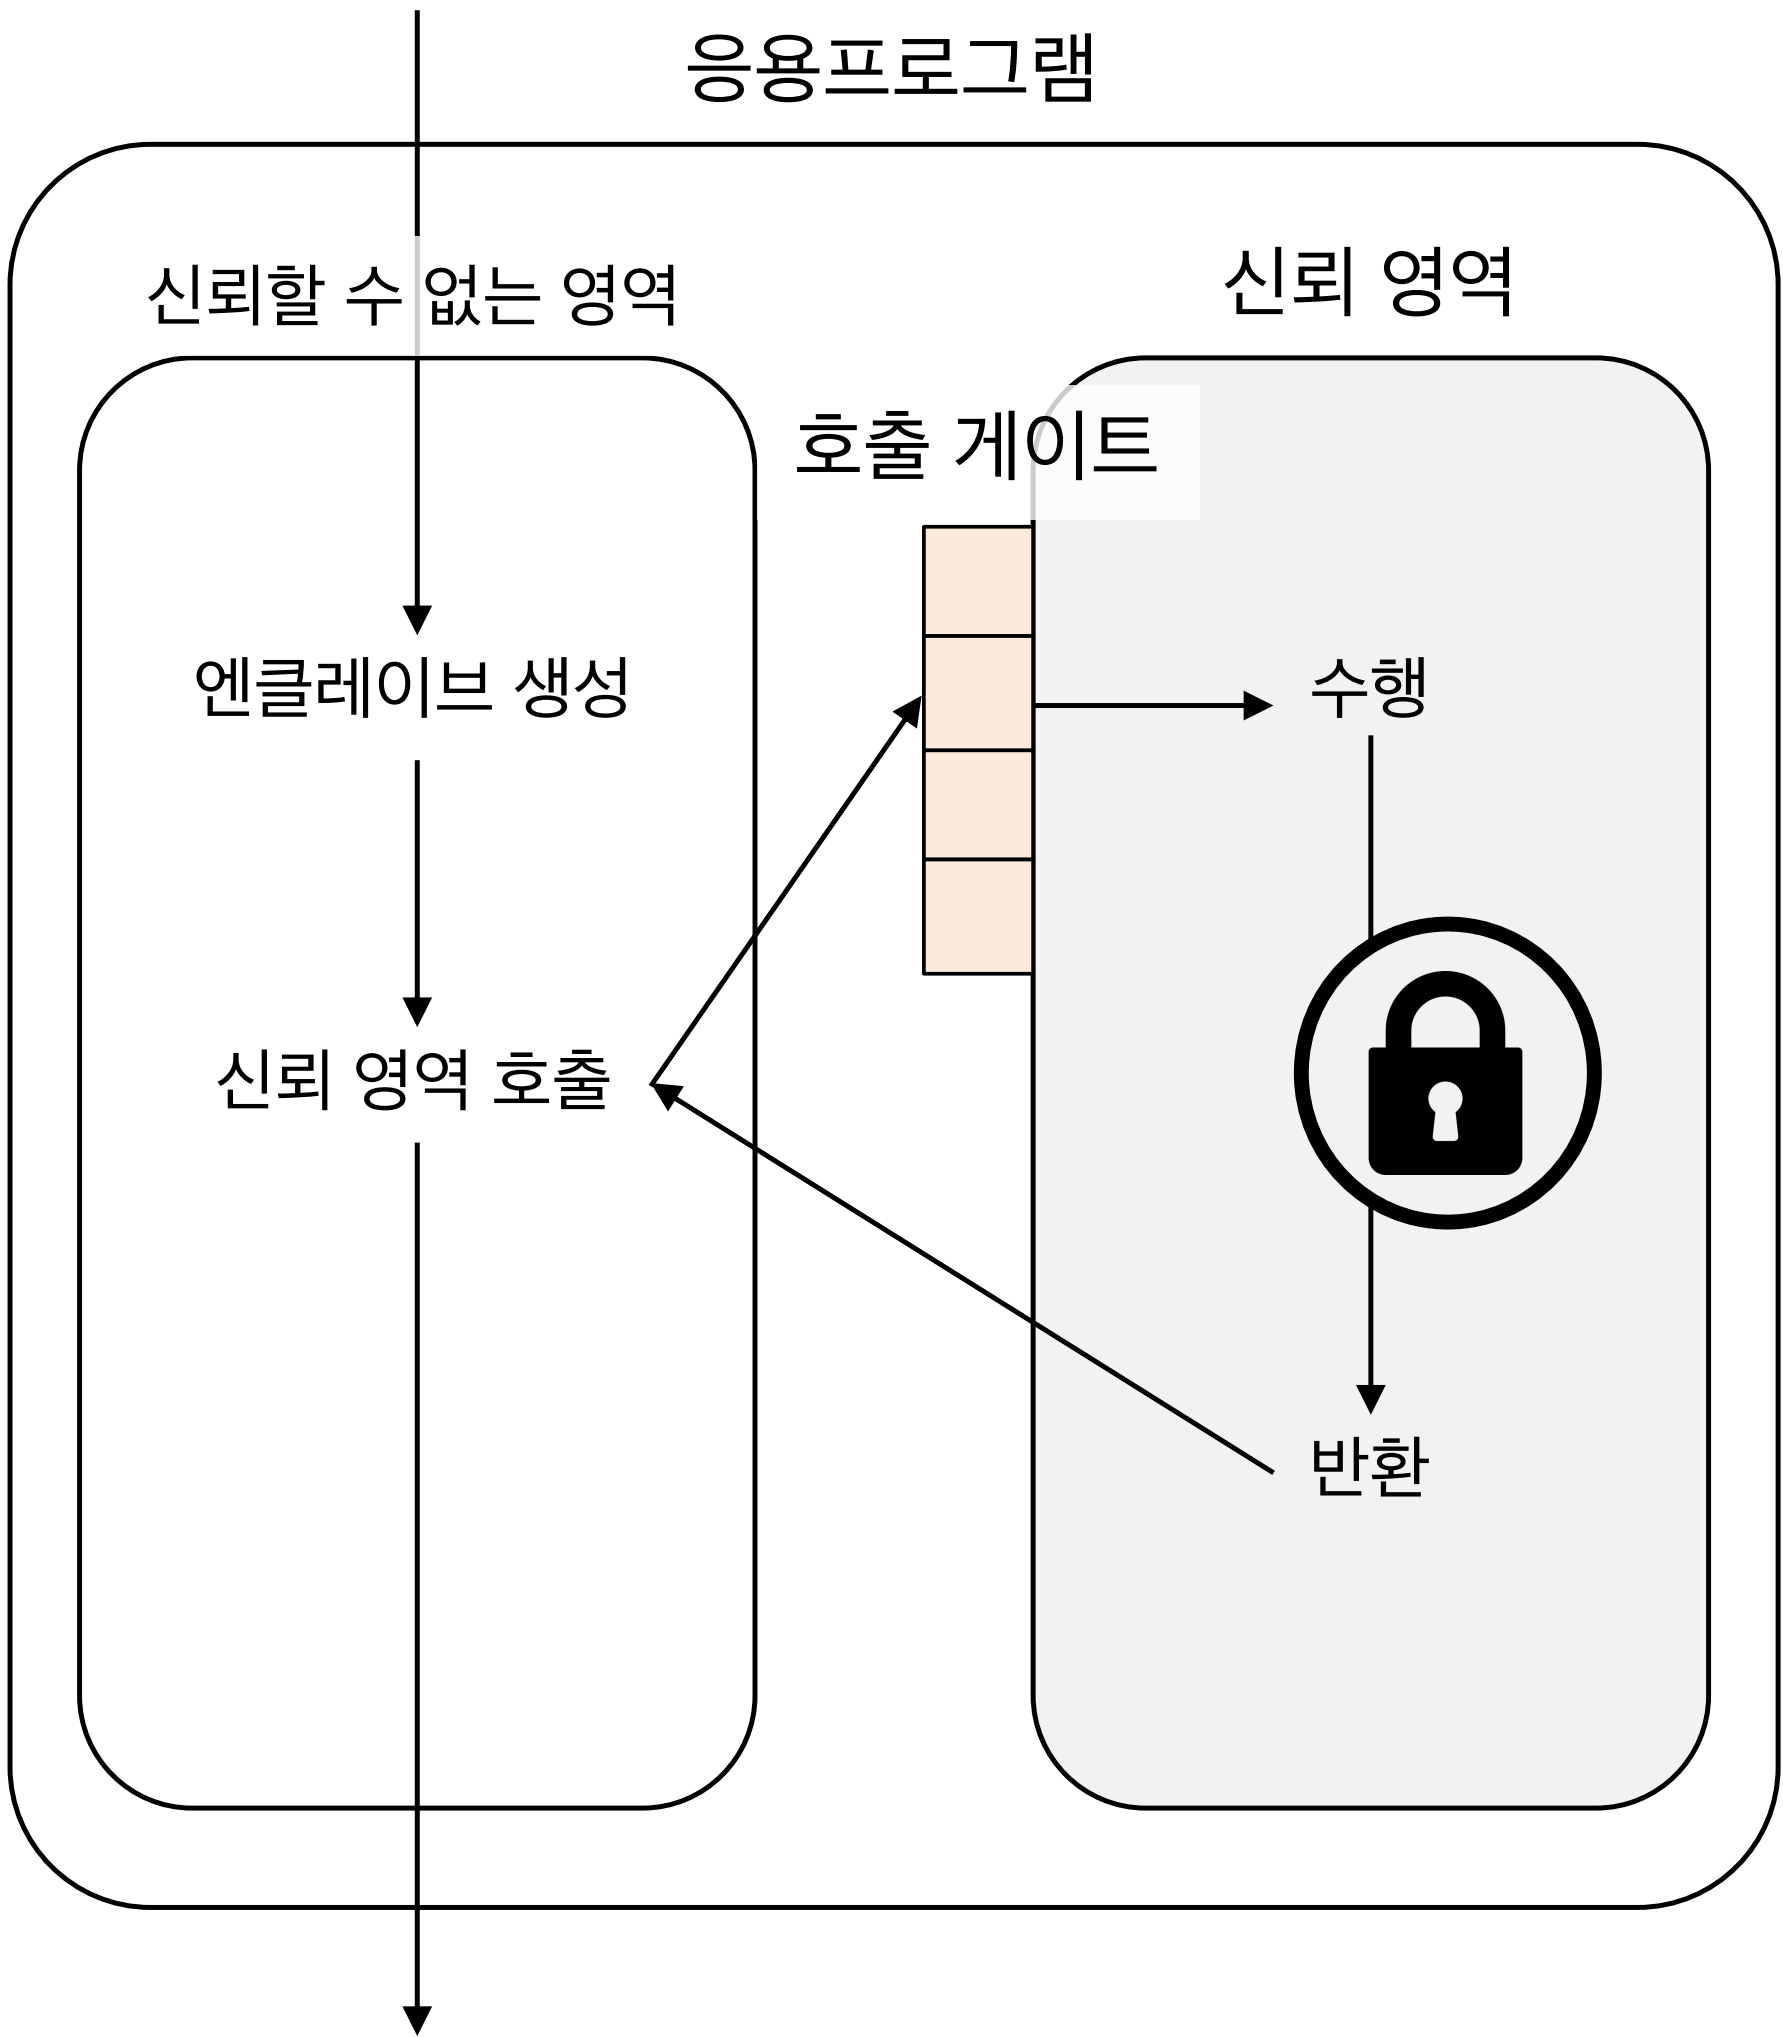 응용프로그램
신뢰할 수 없는 영역
신뢰 영역
호출 게이트
엔클레이브 생성
수행
신뢰 영역 호출
반환